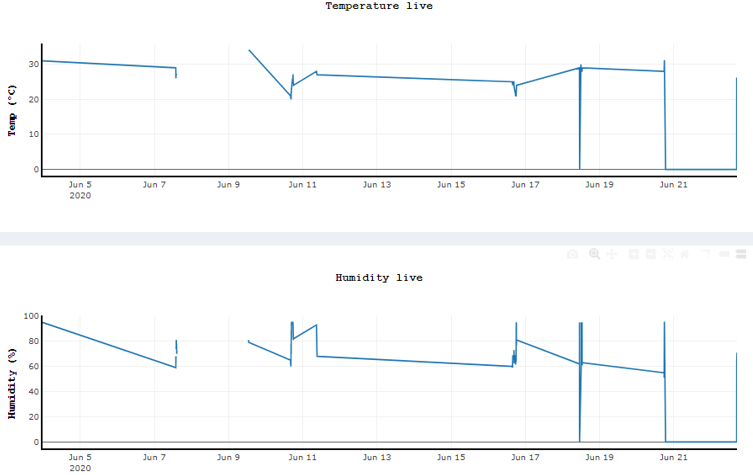 Temperature live
Temp (°C)
30
20
10
0
Jun 5 Jun 7 Jun 9 Jun 11 Jun 13 Jun 15 Jun 17 Jun 19 Jun 21
2020
Humidity live
Humidity (%)
100
80
60
40
20
0
Jun 5 Jun 7 Jun 9 Jun 11 Jun 13 Jun 15 Jun 17 Jun 19 Jun 21
2020